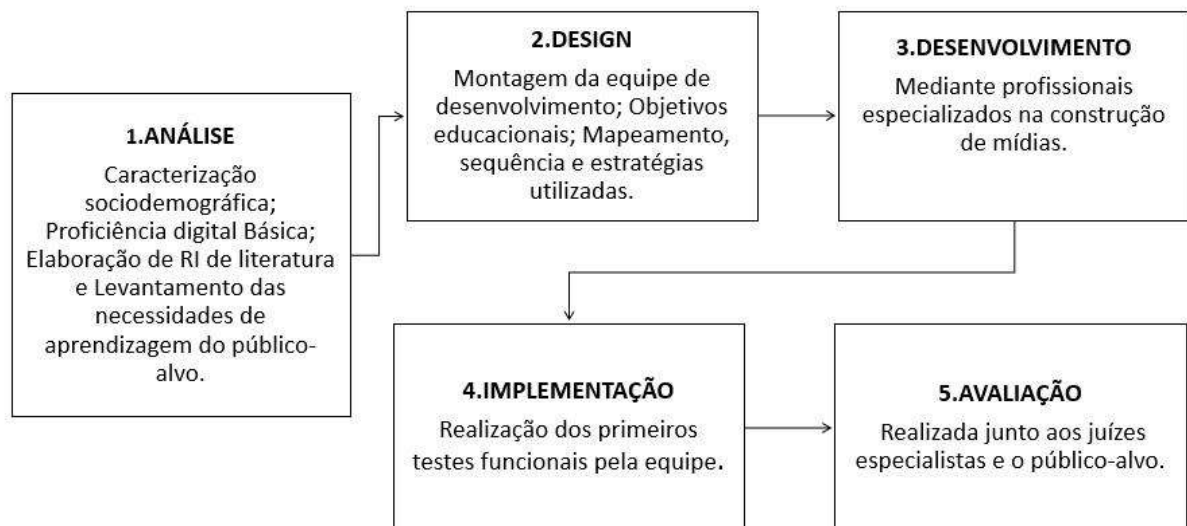 1.ANÁLISE
Caracterização
sociodemográfica;
Proficiência digital Básica;
Elaboração de RI de literatura
e Levantamento das
necessidades de
aprendizagem do público-
alvo.
2.DESIGN
Montagem da equipe de
desenvolvimento; Objetivos
educacionais; Mapeamento,
sequência e estratégias
utilizadas.
3.DESENVOLVIMENTO
Mediante profissionais
especializados na construção
de mídias.
4.IMPLEMENTAÇÃO
Realização dos primeiros
testes funcionais pela equipe.
5.AVALIAÇÃO
Realizada junto aos juízes
especialistas e o público-alvo.